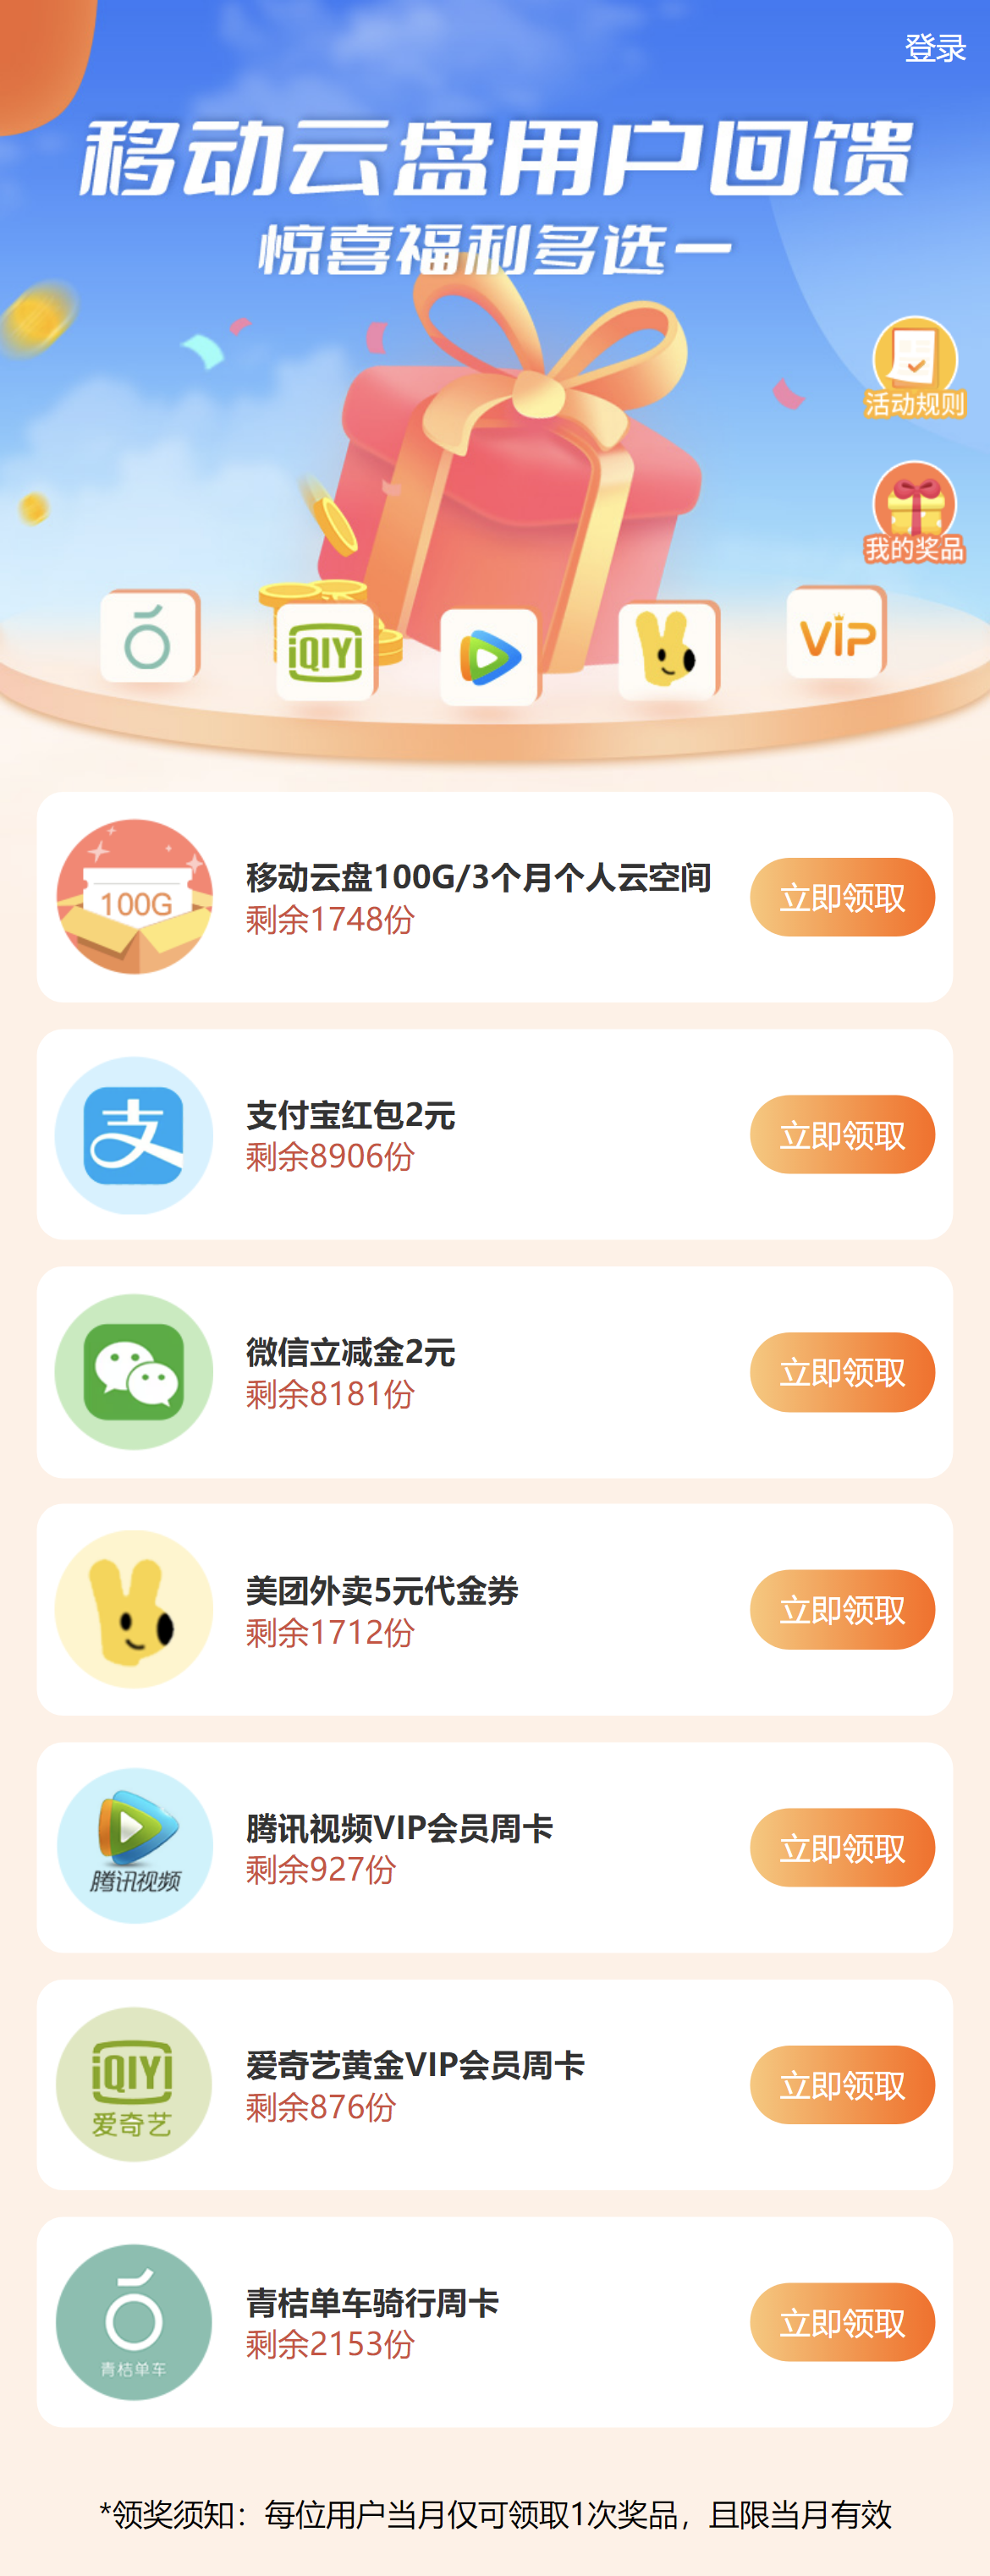 登录
移动云盘用户回馈
惊喜福利多选一
活动规则
我的奖品
iQIYI
VIP
100G
移动云盘100G/3个月个人云空间
剩余1748份
立即领取
支
支付宝红包2元
剩余8906份
立即领取
微信立减金2元
剩余8181份
立即领取
美团外卖5元代金券
剩余1712份
立即领取
腾讯视频
腾讯视频VIP会员周卡
剩余927份
立即领取
iQIYI
爱奇艺
爱奇艺黄金VIP会员周卡
剩余876份
立即领取
青桔单车
青桔单车骑行周卡
剩余2153份
立即领取
*领奖须知：每位用户当月仅可领取1次奖品，且限当月有效